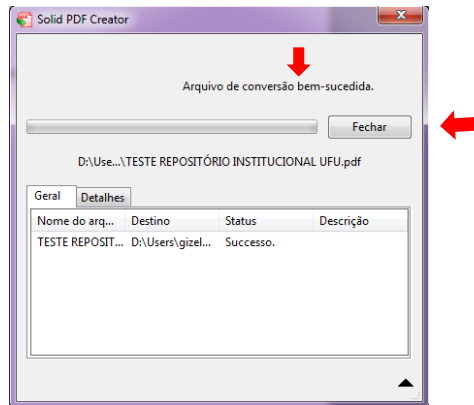 Solid PDF Creator
Arquivo de conversão bem-sucedida.
Fechar
D:\Use...\TESTE REPOSITÓRIO INSTITUCIONAL UFU.pdf
Geral Detalhes
Nome do arq... Destino Status Descrição
TESTE REPOSIT... D:\Users\gizel... Successo.